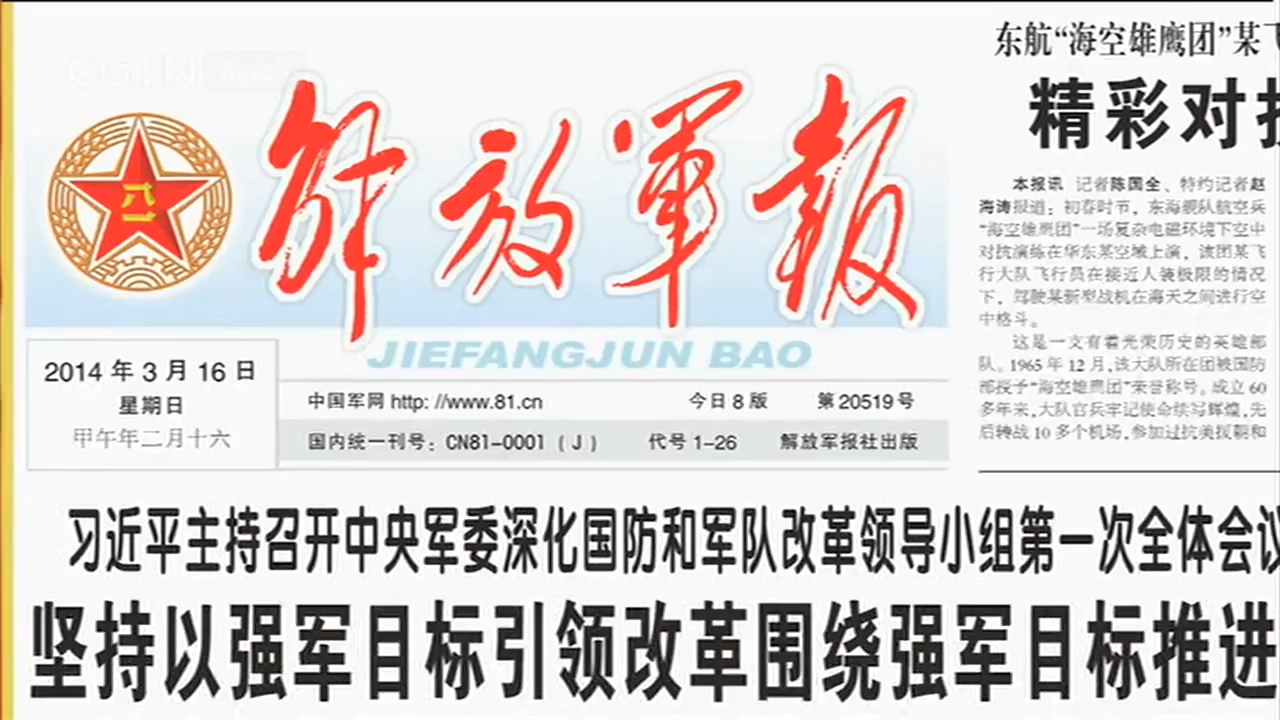 CGTN
解放军报
八一
JIEFANGJUN BAO
2014 年 3 月 16 日
星期日
甲午年二月十六
中国军网 http: //www.81.cn 今日 8 版 第 20519 号
国内统一刊号：CN81-0001（J） 代号 1-26 解放军报社出版
东航“海空雄鹰团”某飞
精彩对抗
本报讯 记者陈国全、特约记者赵
海涛报道：初春时节，东海舰队航空兵
“海空雄鹰团”一场复杂电磁环境下空中
对抗演练在华东某空域上演，该团某飞
行大队飞行员在接近人装极限的情况
下，驾驶某新型战机在海天之间进行空
中格斗。
这是一支有着光荣历史的英雄部
队。1965 年 12 月，该大队所在团被国防
部授予“海空雄鹰团”荣誉称号。成立 60
多年来，大队官兵牢记使命续写辉煌，先
后转战 10 多个机场，参加过抗美援朝和
习近平主持召开中央军委深化国防和军队改革领导小组第一次全体会议
坚持以强军目标引领改革围绕强军目标推进